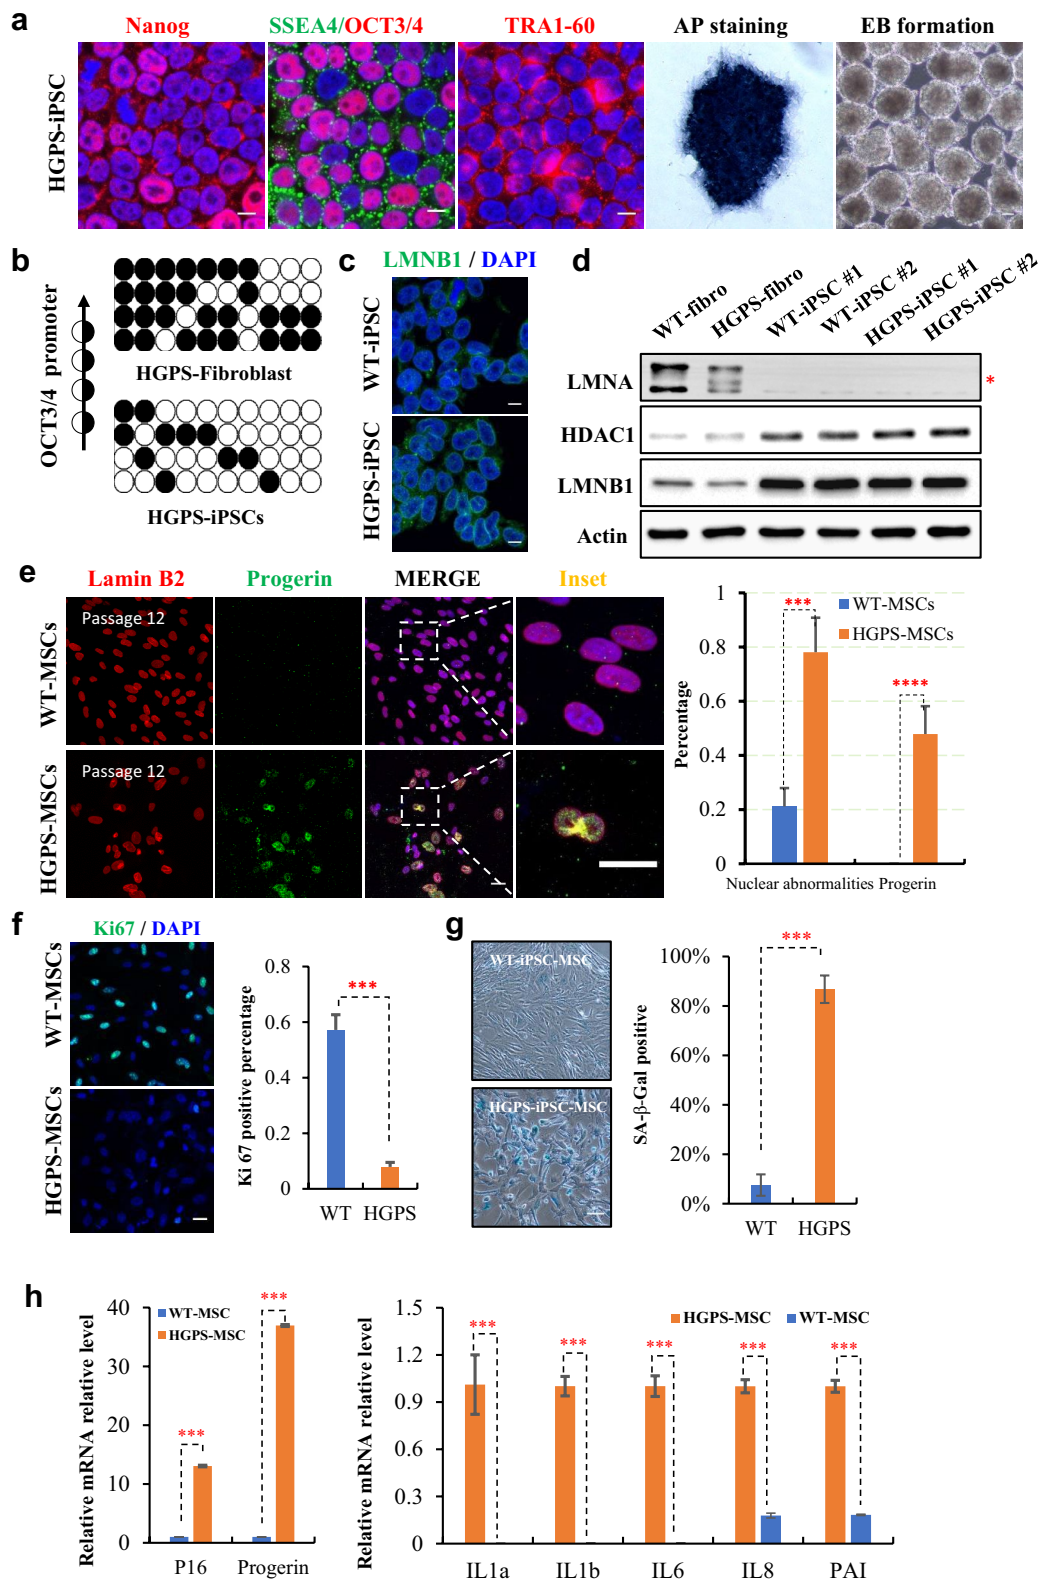 a
Nanog
SSEA4/OCT3/4
TRA1-60
AP staining
EB formation
HGPS-iPSC
b
OCT3/4 promoter
HGPS-Fibroblast
HGPS-iPSCs
c
LMNB1 / DAPI
WT-iPSC
HGPS-iPSC
d
WT-fibro
HGPS-fibro
WT-iPSC #1
WT-iPSC #2
HGPS-iPSC #1
HGPS-iPSC #2
LMNA
*
HDAC1
LMNB1
Actin
e
Lamin B2
Progerin
MERGE
Inset
WT-MSCs
Passage 12
HGPS-MSCs
Passage 12
Percentage
1
0.8
0.6
0.4
0.2
0
WT-MSCs
HGPS-MSCs
***
****
Nuclear abnormalities
Progerin
f
Ki67 / DAPI
WT-MSCs
HGPS-MSCs
Ki 67 positive percentage
0.8
0.6
0.4
0.2
0
***
WT
HGPS
g
WT-iPSC-MSC
HGPS-iPSC-MSC
SA-β-Gal positive
100%
80%
60%
40%
20%
0%
***
WT
HGPS
h
Relative mRNA relative level
40
30
20
10
0
WT-MSC
HGPS-MSC
***
***
P16
Progerin
Relative mRNA relative level
1.5
1.2
0.9
0.6
0.3
0
HGPS-MSC
WT-MSC
***
***
***
***
***
IL1a
IL1b
IL6
IL8
PAI